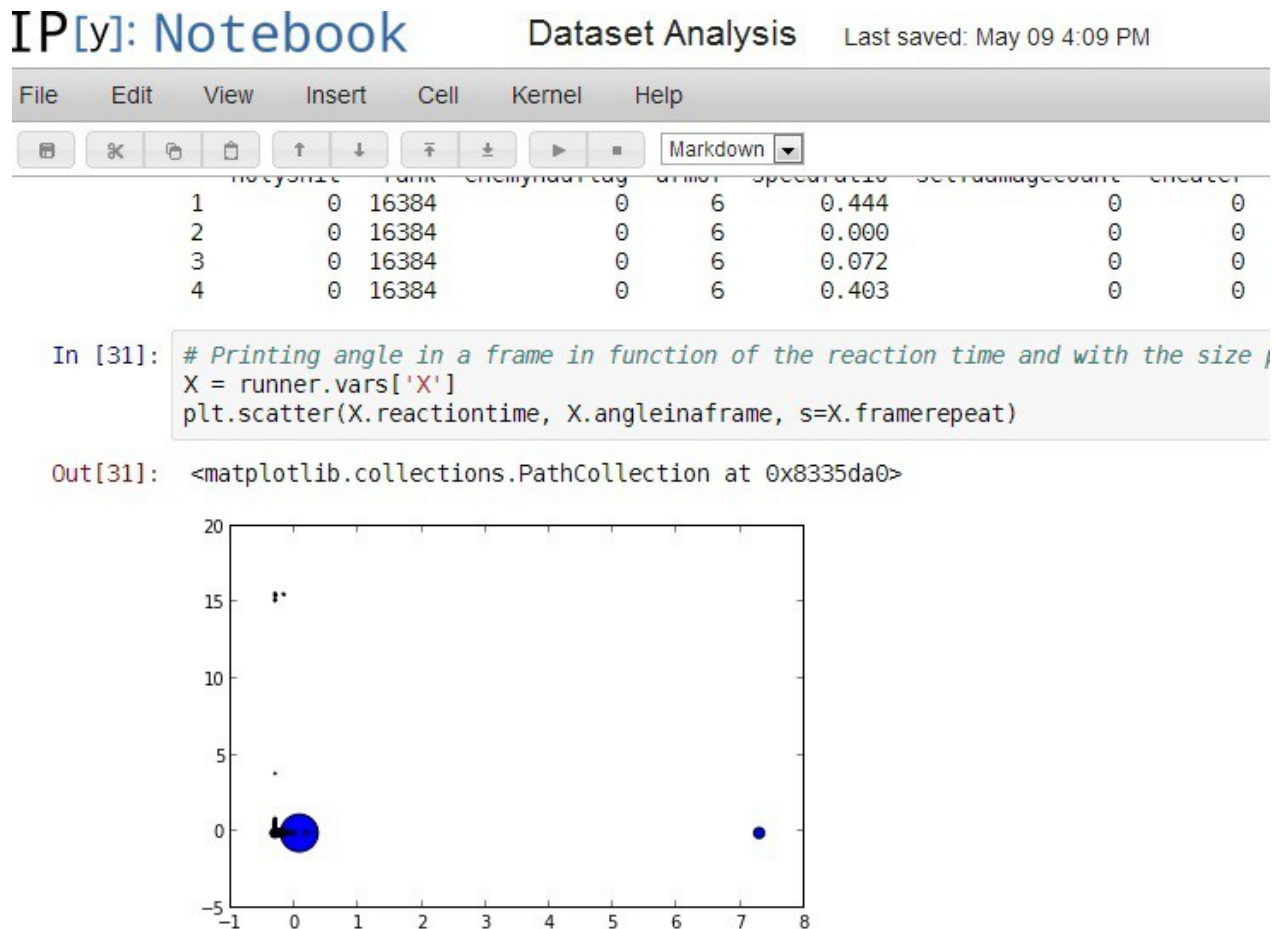 IP[y]: Notebook Dataset Analysis Last saved: May 09 4:09 PM
File Edit View Insert Cell Kernel Help
Markdown
1 0 16384 0 6 0.444 0 0
2 0 16384 0 6 0.000 0 0
3 0 16384 0 6 0.072 0 0
4 0 16384 0 6 0.403 0 0
In [31]: # Printing angle in a frame in function of the reaction time and with the size
X = runner.vars['X']
plt.scatter(X.reactiontime, X.angleinaframe, s=X.framerepeat)
Out[31]: <matplotlib.collections.PathCollection at 0x8335da0>
20
15
10
5
0
−5
−1 0 1 2 3 4 5 6 7 8